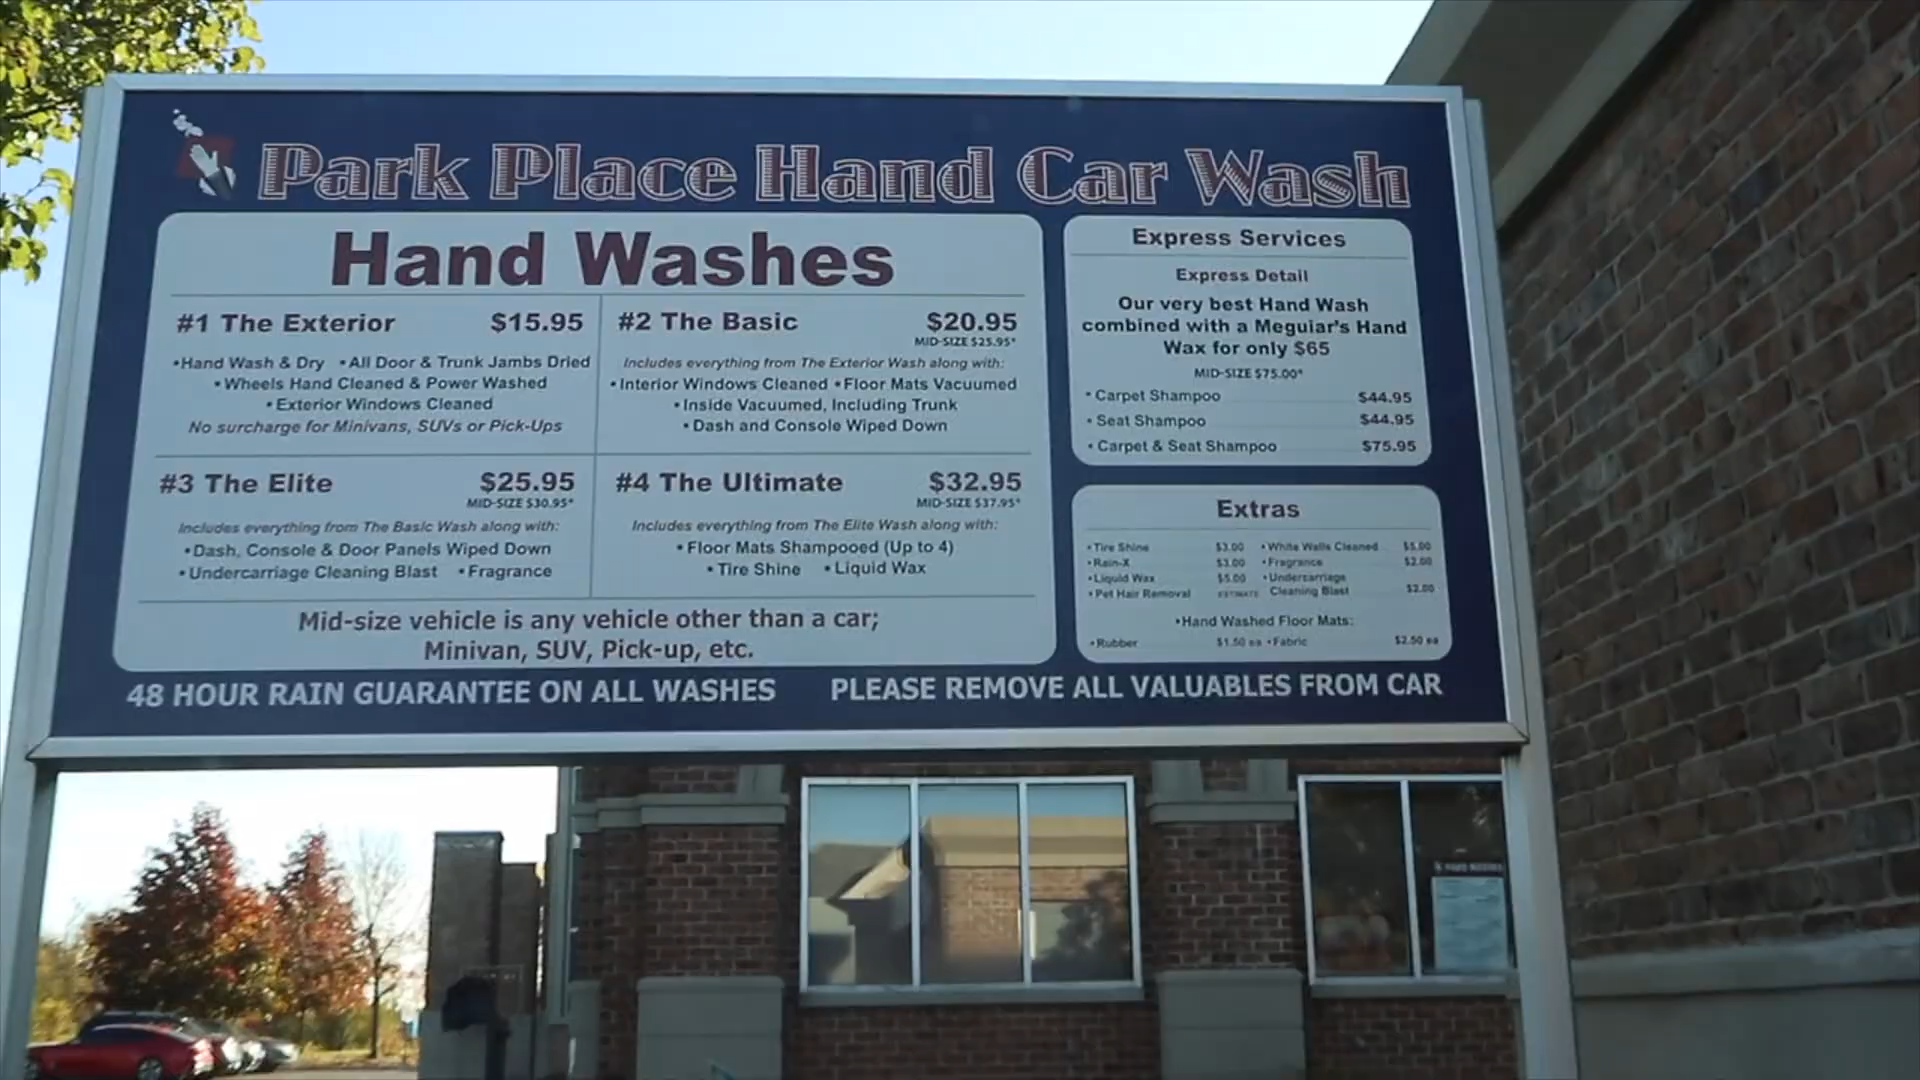 Park Place Hand Car Wash
Hand Washes
#1 The Exterior $15.95
•Hand Wash & Dry •All Door & Trunk Jambs Dried
•Wheels Hand Cleaned & Power Washed
•Exterior Windows Cleaned
No surcharge for Minivans, SUVs or Pick-Ups
#2 The Basic $20.95
MID-SIZE $25.95*
Includes everything from The Exterior Wash along with:
•Interior Windows Cleaned •Floor Mats Vacuumed
•Inside Vacuumed, Including Trunk
•Dash and Console Wiped Down
#3 The Elite $25.95
MID-SIZE $30.95*
Includes everything from The Basic Wash along with:
•Dash, Console & Door Panels Wiped Down
•Undercarriage Cleaning Blast •Fragrance
#4 The Ultimate $32.95
MID-SIZE $37.95*
Includes everything from The Elite Wash along with:
•Floor Mats Shampooed (Up to 4)
•Tire Shine •Liquid Wax
Mid-size vehicle is any vehicle other than a car;
Minivan, SUV, Pick-up, etc.
Express Services
Express Detail
Our very best Hand Wash
combined with a Meguiar's Hand
Wax for only $65
MID-SIZE $75.00*
•Carpet Shampoo $44.95
•Seat Shampoo $44.95
•Carpet & Seat Shampoo $75.95
Extras
•Tire Shine $3.00 •White Walls Cleaned $5.00
•Rain-X $3.00 •Fragrance $2.00
•Liquid Wax $5.00 •Undercarriage
•Pet Hair Removal ESTIMATE Cleaning Blast $2.00
•Hand Washed Floor Mats:
•Rubber $1.50 ea •Fabric $2.50 ea
48 HOUR RAIN GUARANTEE ON ALL WASHES PLEASE REMOVE ALL VALUABLES FROM CAR